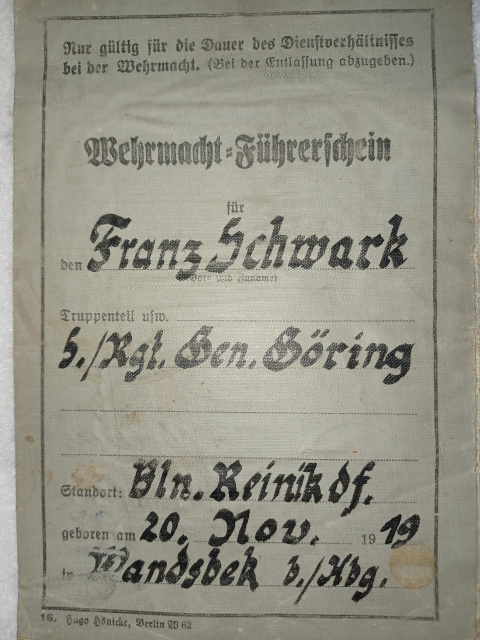 Nur gültig für die Dauer des Dienstverhältnisses
bei der Wehrmacht. (Bei der Entlassung abzugeben.)
Wehrmacht-Führerschein
für
den Franz Schwark
(Vor= und Zuname)
Truppenteil usw.
5./Rgt. Gen. Göring
Standort: Bln. Reinikdf.
geboren am 20. Nov. 1919
in Wandsbek b./Hbg.
16. Hugo Hönicke, Berlin W 62